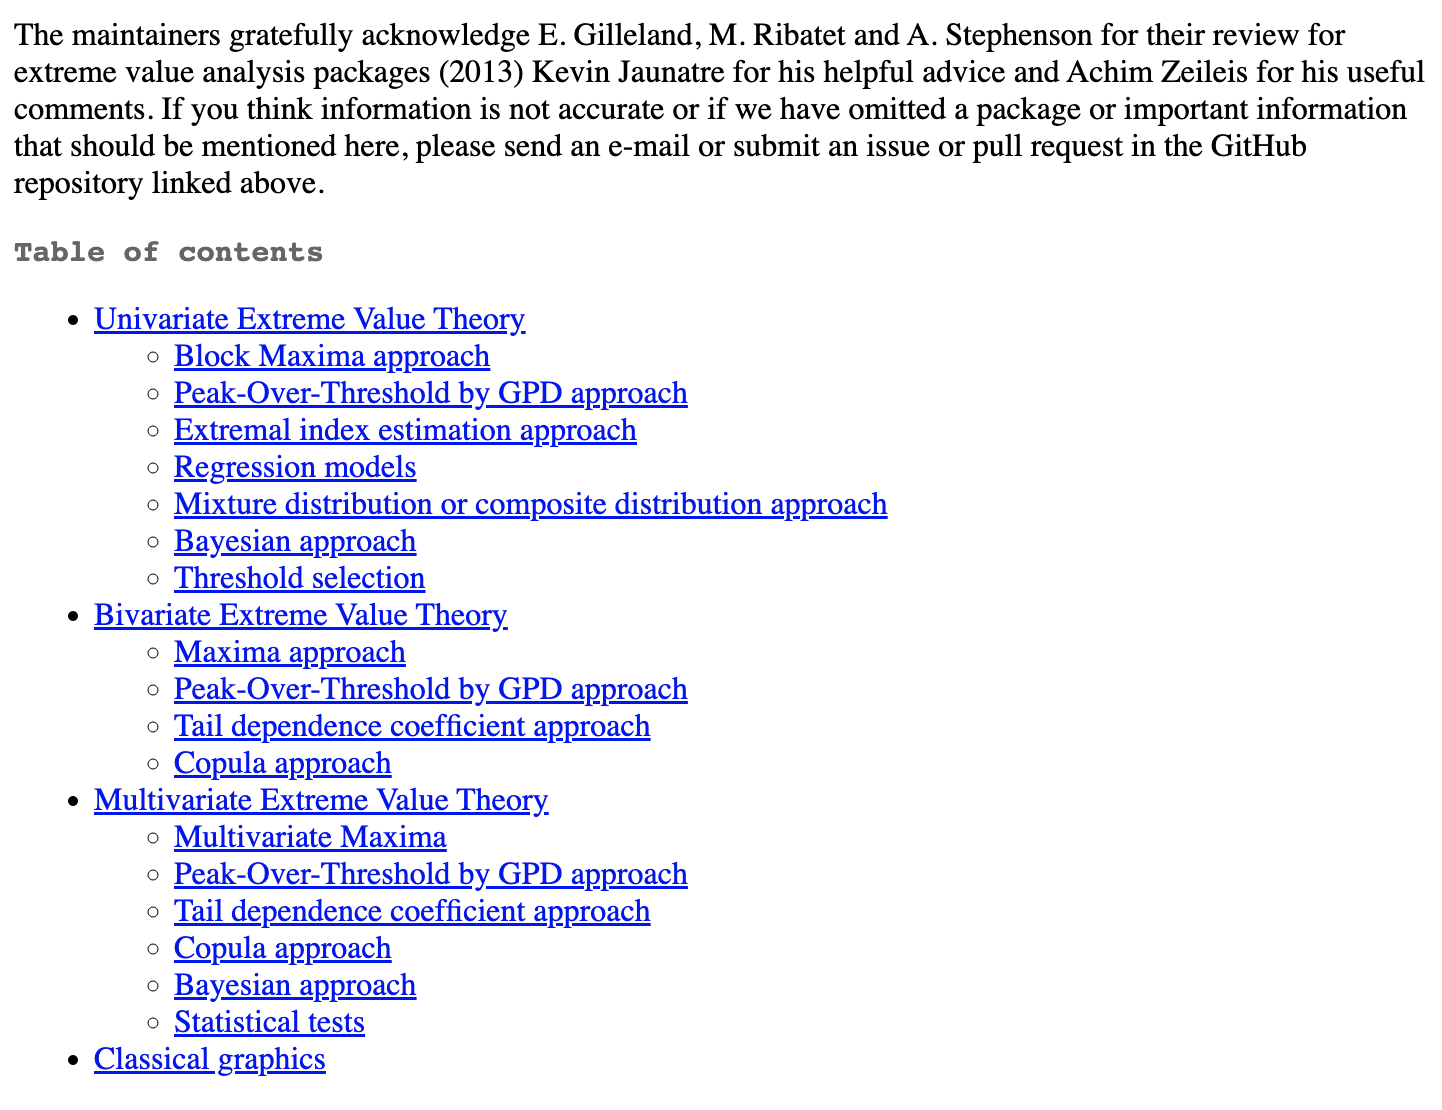 The maintainers gratefully acknowledge E. Gilleland, M. Ribatet and A. Stephenson for their review for
extreme value analysis packages (2013) Kevin Jaunatre for his helpful advice and Achim Zeileis for his useful
comments. If you think information is not accurate or if we have omitted a package or important information
that should be mentioned here, please send an e-mail or submit an issue or pull request in the GitHub
repository linked above.
Table of contents
Univariate Extreme Value Theory
Block Maxima approach
Peak-Over-Threshold by GPD approach
Extremal index estimation approach
Regression models
Mixture distribution or composite distribution approach
Bayesian approach
Threshold selection
Bivariate Extreme Value Theory
Maxima approach
Peak-Over-Threshold by GPD approach
Tail dependence coefficient approach
Copula approach
Multivariate Extreme Value Theory
Multivariate Maxima
Peak-Over-Threshold by GPD approach
Tail dependence coefficient approach
Copula approach
Bayesian approach
Statistical tests
Classical graphics